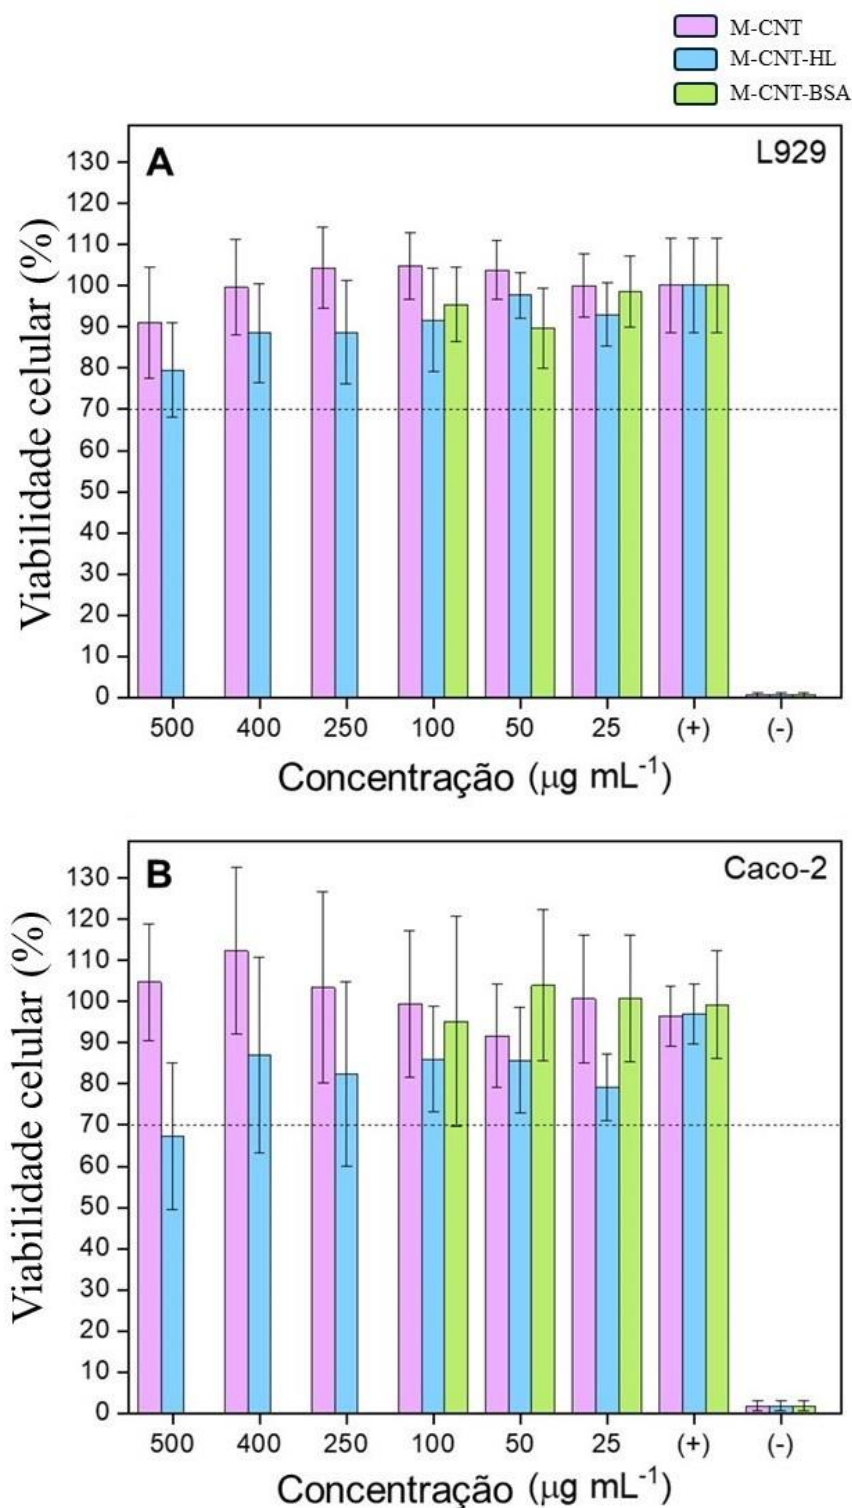 M-CNT
M-CNT-HL
M-CNT-BSA
A
L929
Viabilidade celular (%)
130
120
110
100
90
80
70
60
50
40
30
20
10
0
500 400 250 100 50 25 (+) (-)
Concentração (μg mL⁻¹)
B
Caco-2
Viabilidade celular (%)
130
120
110
100
90
80
70
60
50
40
30
20
10
0
500 400 250 100 50 25 (+) (-)
Concentração (μg mL⁻¹)